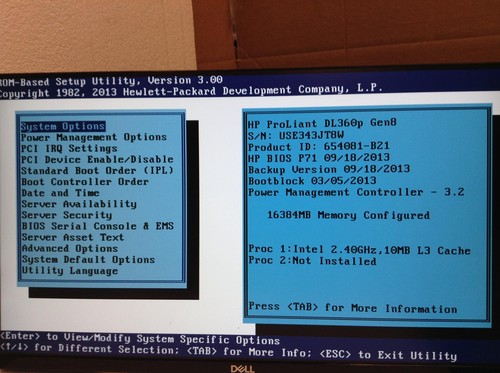 ROM-Based Setup Utility, Version 3.00
Copyright 1982, 2013 Hewlett-Packard Development Company, L.P.
System Options
Power Management Options
PCI IRQ Settings
PCI Device Enable/Disable
Standard Boot Order (IPL)
Boot Controller Order
Date and Time
Server Availability
Server Security
BIOS Serial Console & EMS
Server Asset Text
Advanced Options
System Default Options
Utility Language
HP ProLiant DL360p Gen8
S/N: USE343JT8W
Product ID: 654081-B21
HP BIOS P71 09/18/2013
Backup Version 09/18/2013
Bootblock 03/05/2013
Power Management Controller - 3.2
16384MB Memory Configured
Proc 1:Intel 2.40GHz,10MB L3 Cache
Proc 2:Not Installed
Press <TAB> for More Information
<Enter> to View/Modify System Specific Options
<↑/↓> for Different Selection; <TAB> for More Info; <ESC> to Exit Utility
DELL